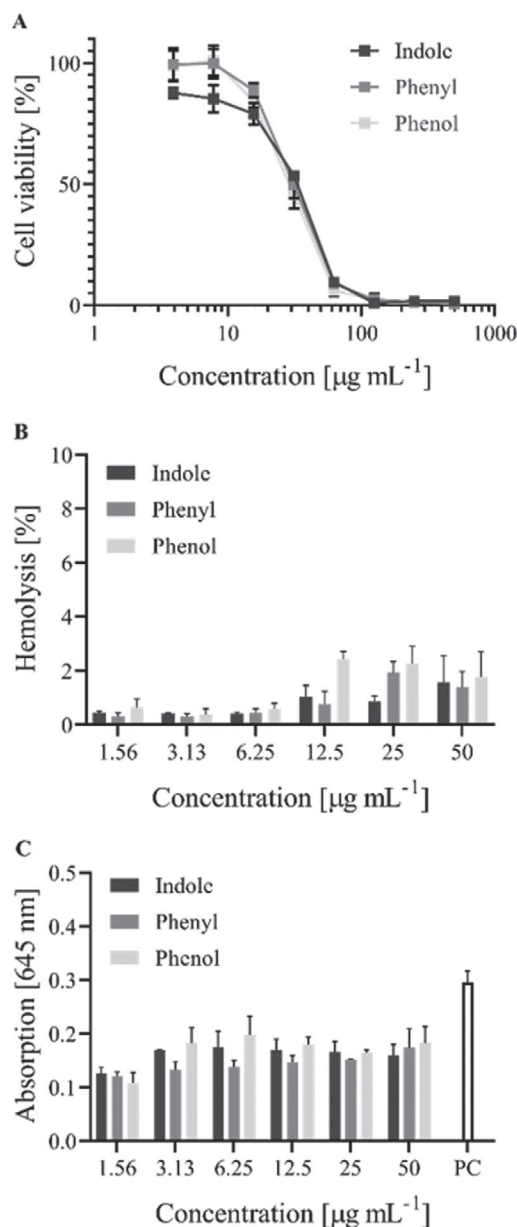 A
Indole
Phenyl
Phenol
Cell viability [%]
100
50
0
1
10
100
1000
Concentration [µg mL⁻¹]
B
Indole
Phenyl
Phenol
Hemolysis [%]
10
8
6
4
2
0
1.56
3.13
6.25
12.5
25
50
Concentration [µg mL⁻¹]
C
Indole
Phenyl
Phenol
Absorption [645 nm]
0.5
0.4
0.3
0.2
0.1
0.0
1.56
3.13
6.25
12.5
25
50
PC
Concentration [µg mL⁻¹]